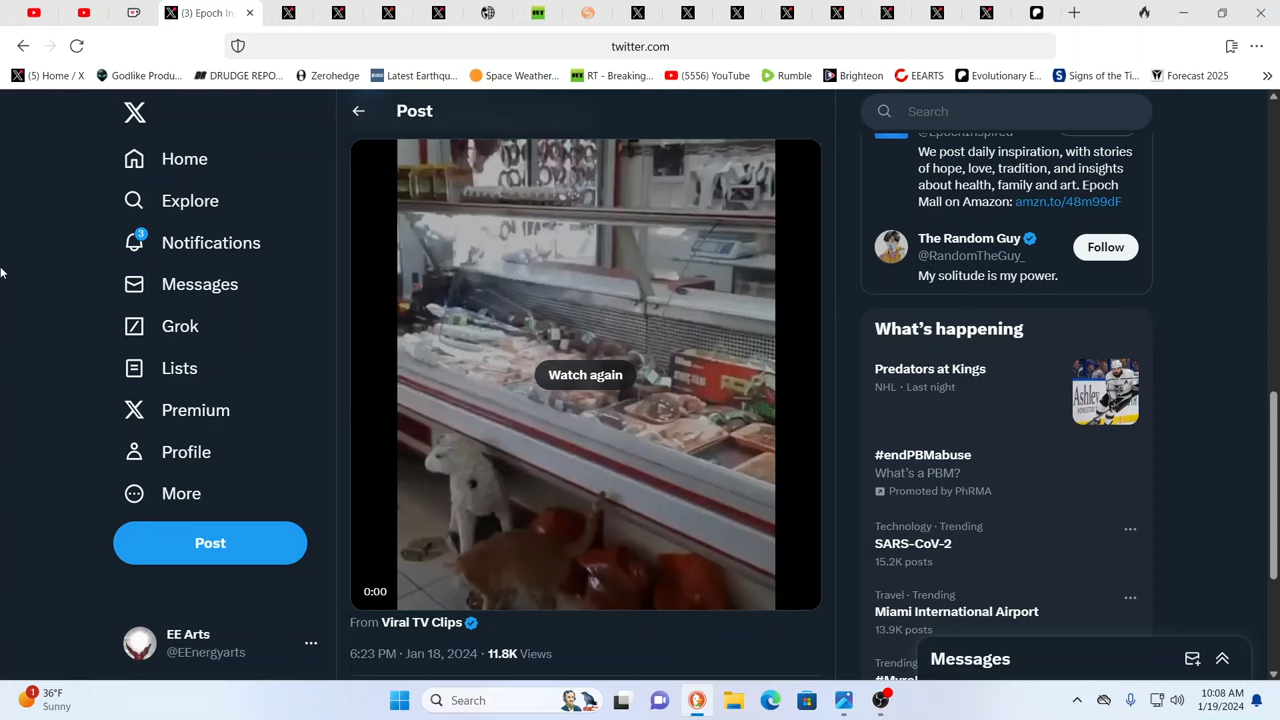 (3) Epoch In
twitter.com
(5) Home / X
Godlike Produ...
DRUDGE REPO...
Zerohedge
Latest Earthqu...
Space Weather...
RT - Breaking...
(5556) YouTube
Rumble
Brighteon
EEARTS
Evolutionary E...
Signs of the Ti...
Forecast 2025
Home
Explore
3
Notifications
Messages
Grok
Lists
Premium
Profile
More
Post
EE Arts
@EEnergyarts
Post
Watch again
0:00
From Viral TV Clips
6:23 PM · Jan 18, 2024 · 11.8K Views
Search
@EpochInspired
We post daily inspiration, with stories
of hope, love, tradition, and insights
about health, family and art. Epoch
Mall on Amazon: amzn.to/48m99dF
The Random Guy
@RandomTheGuy_
Follow
My solitude is my power.
What's happening
Predators at Kings
NHL · Last night
Ashley
#endPBMabuse
What's a PBM?
Promoted by PhRMA
Technology · Trending
SARS-CoV-2
15.2K posts
Travel · Trending
Miami International Airport
13.9K posts
Trending
Messages
1
36°F
Sunny
Search
10:08 AM
1/19/2024